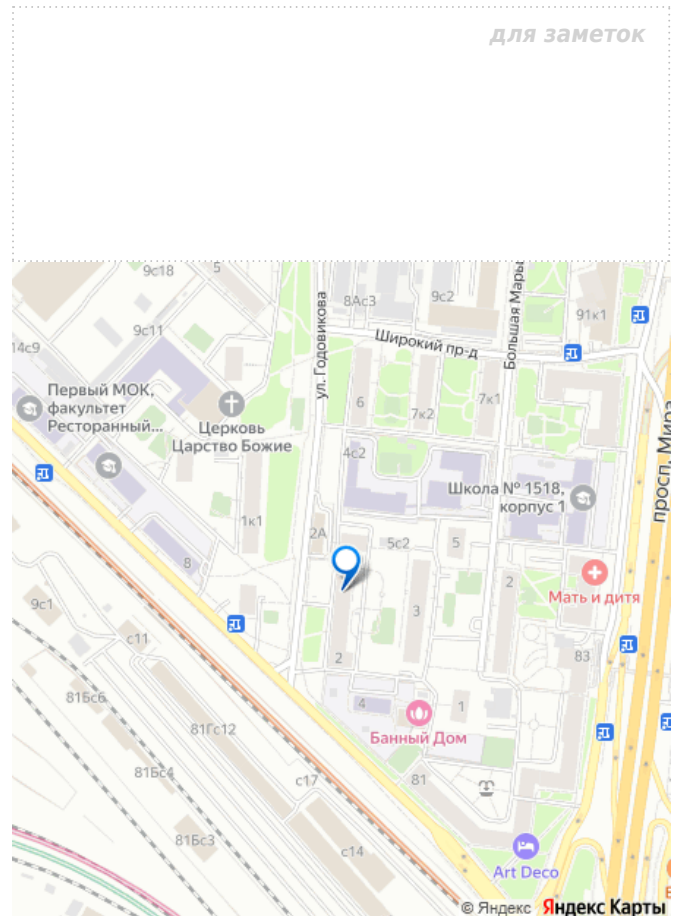 для заметок
9с18
5
ул. Годовикова
8Ас3
9с2
Большая Марь
91к1
9с11
Широкий пр-д
14с9
Первый МОК,
факультет
Ресторанный...
Церковь
Царство Божие
6
7к2
7к1
просп. Мира
4с2
Школа № 1518,
корпус 1
1к1
2А
5с2
5
8
2
Мать и дитя
9с1
с11
3
2
83
81Бс6
4
1
81Гс12
Банный Дом
81Бс4
с17
81
81Бс3
с14
Art Deco
© Яндекс Яндекс Карты